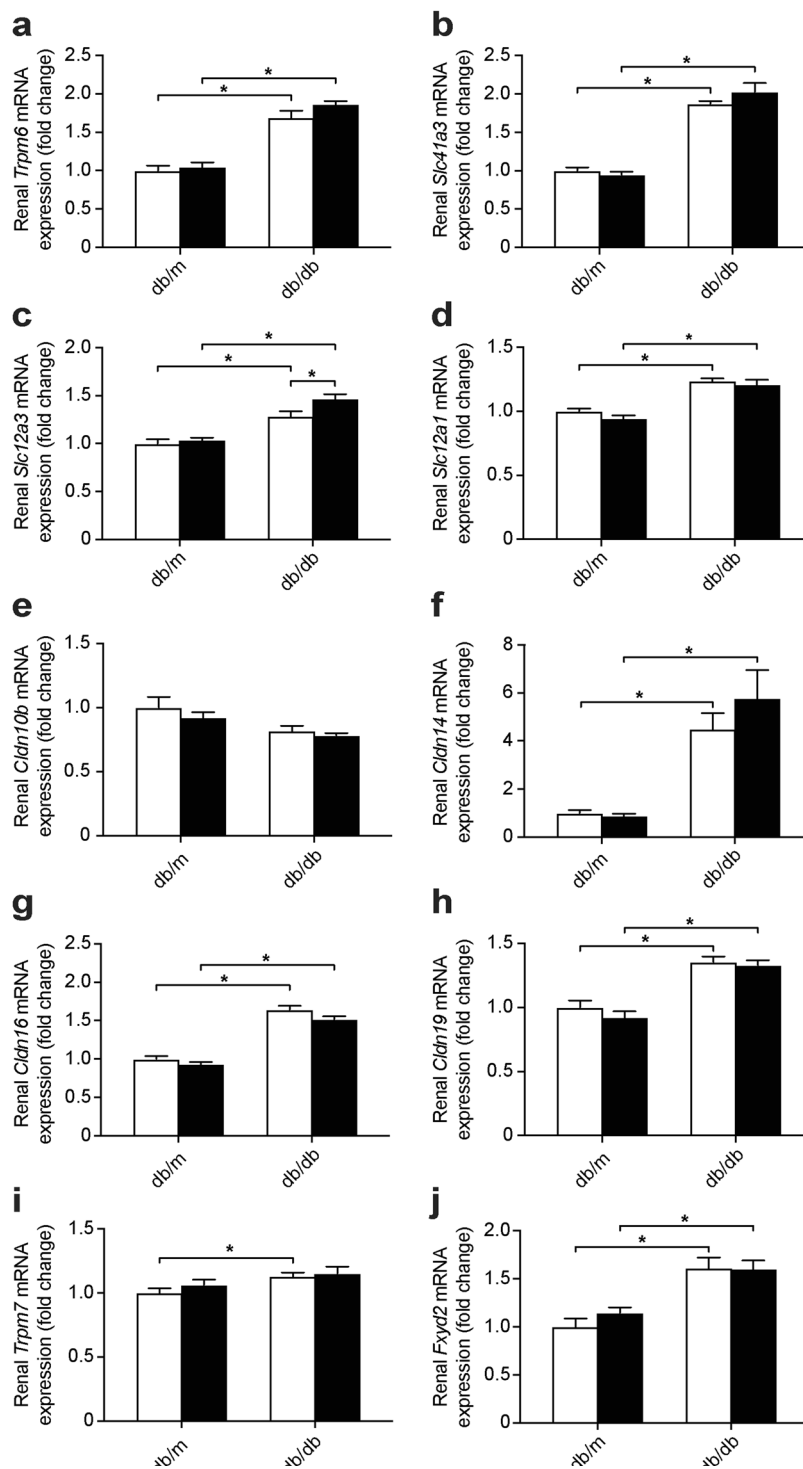 a
Renal Trpm6 mRNA
expression (fold change)
2.5
2.0
1.5
1.0
0.5
0
*
*
db/m
db/db
b
Renal Slc41a3 mRNA
expression (fold change)
2.5
2.0
1.5
1.0
0.5
0
*
*
db/m
db/db
c
Renal Slc12a3 mRNA
expression (fold change)
2.0
1.5
1.0
0.5
0
*
*
*
db/m
db/db
d
Renal Slc12a1 mRNA
expression (fold change)
1.5
1.0
0.5
0
*
*
db/m
db/db
e
Renal Cldn10b mRNA
expression (fold change)
1.5
1.0
0.5
0
db/m
db/db
f
Renal Cldn14 mRNA
expression (fold change)
8
6
4
2
0
*
*
db/m
db/db
g
Renal Cldn16 mRNA
expression (fold change)
2.5
2.0
1.5
1.0
0.5
0
*
*
db/m
db/db
h
Renal Cldn19 mRNA
expression (fold change)
1.5
1.0
0.5
0
*
*
db/m
db/db
i
Renal Trpm7 mRNA
expression (fold change)
1.5
1.0
0.5
0
*
db/m
db/db
j
Renal Fxyd2 mRNA
expression (fold change)
2.0
1.5
1.0
0.5
0
*
*
db/m
db/db